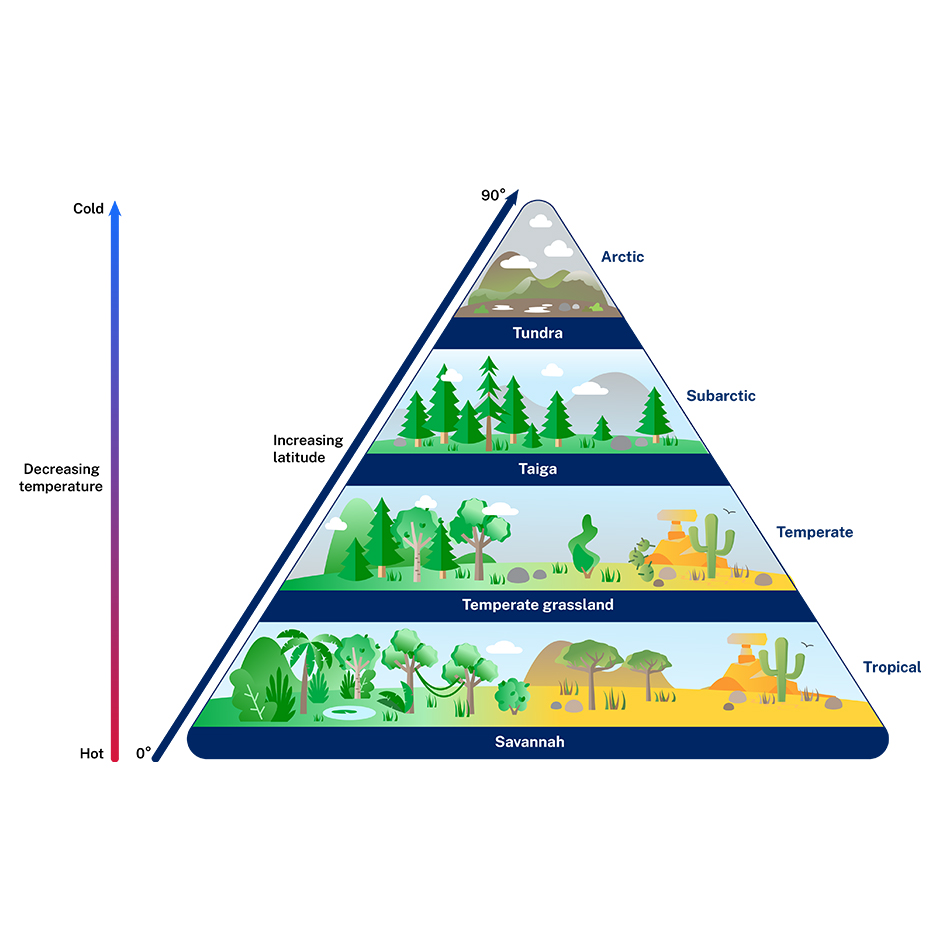 90°
Cold
Arctic
Tundra
Subarctic
Increasing
latitude
Taiga
Decreasing
temperature
Temperate
Temperate grassland
Tropical
Savannah
Hot
0°